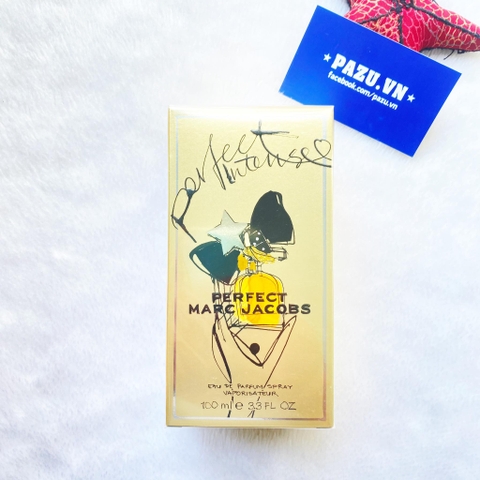 ★ PAZU.VN ★
facebook.com/pazu.vn
perfect
intense
PERFECT
MARC JACOBS
EAU DE PARFUM SPRAY
VAPORISATEUR
100 ml e 3.3 FL OZ